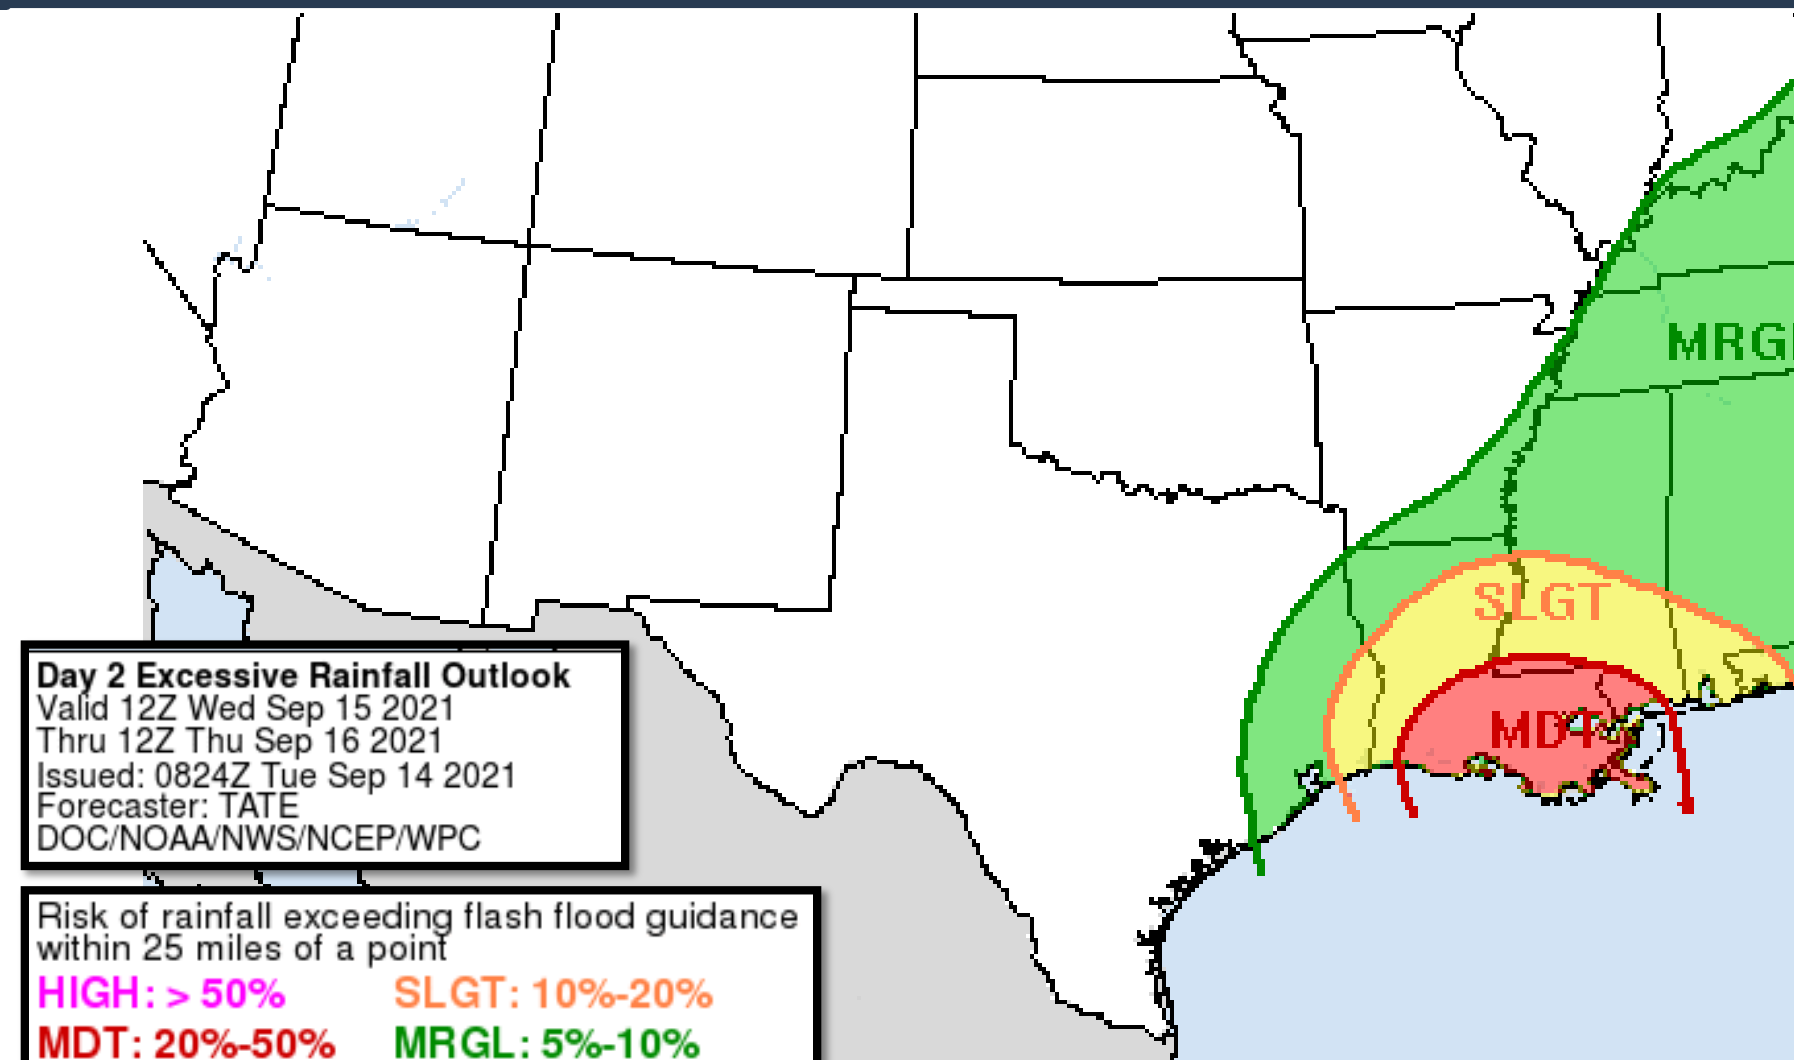 MRGL
SLGT
MDT
Day 2 Excessive Rainfall Outlook
Valid 12Z Wed Sep 15 2021
Thru 12Z Thu Sep 16 2021
Issued: 0824Z Tue Sep 14 2021
Forecaster: TATE
DOC/NOAA/NWS/NCEP/WPC
Risk of rainfall exceeding flash flood guidance
within 25 miles of a point
HIGH: > 50% SLGT: 10%-20%
MDT: 20%-50% MRGL: 5%-10%